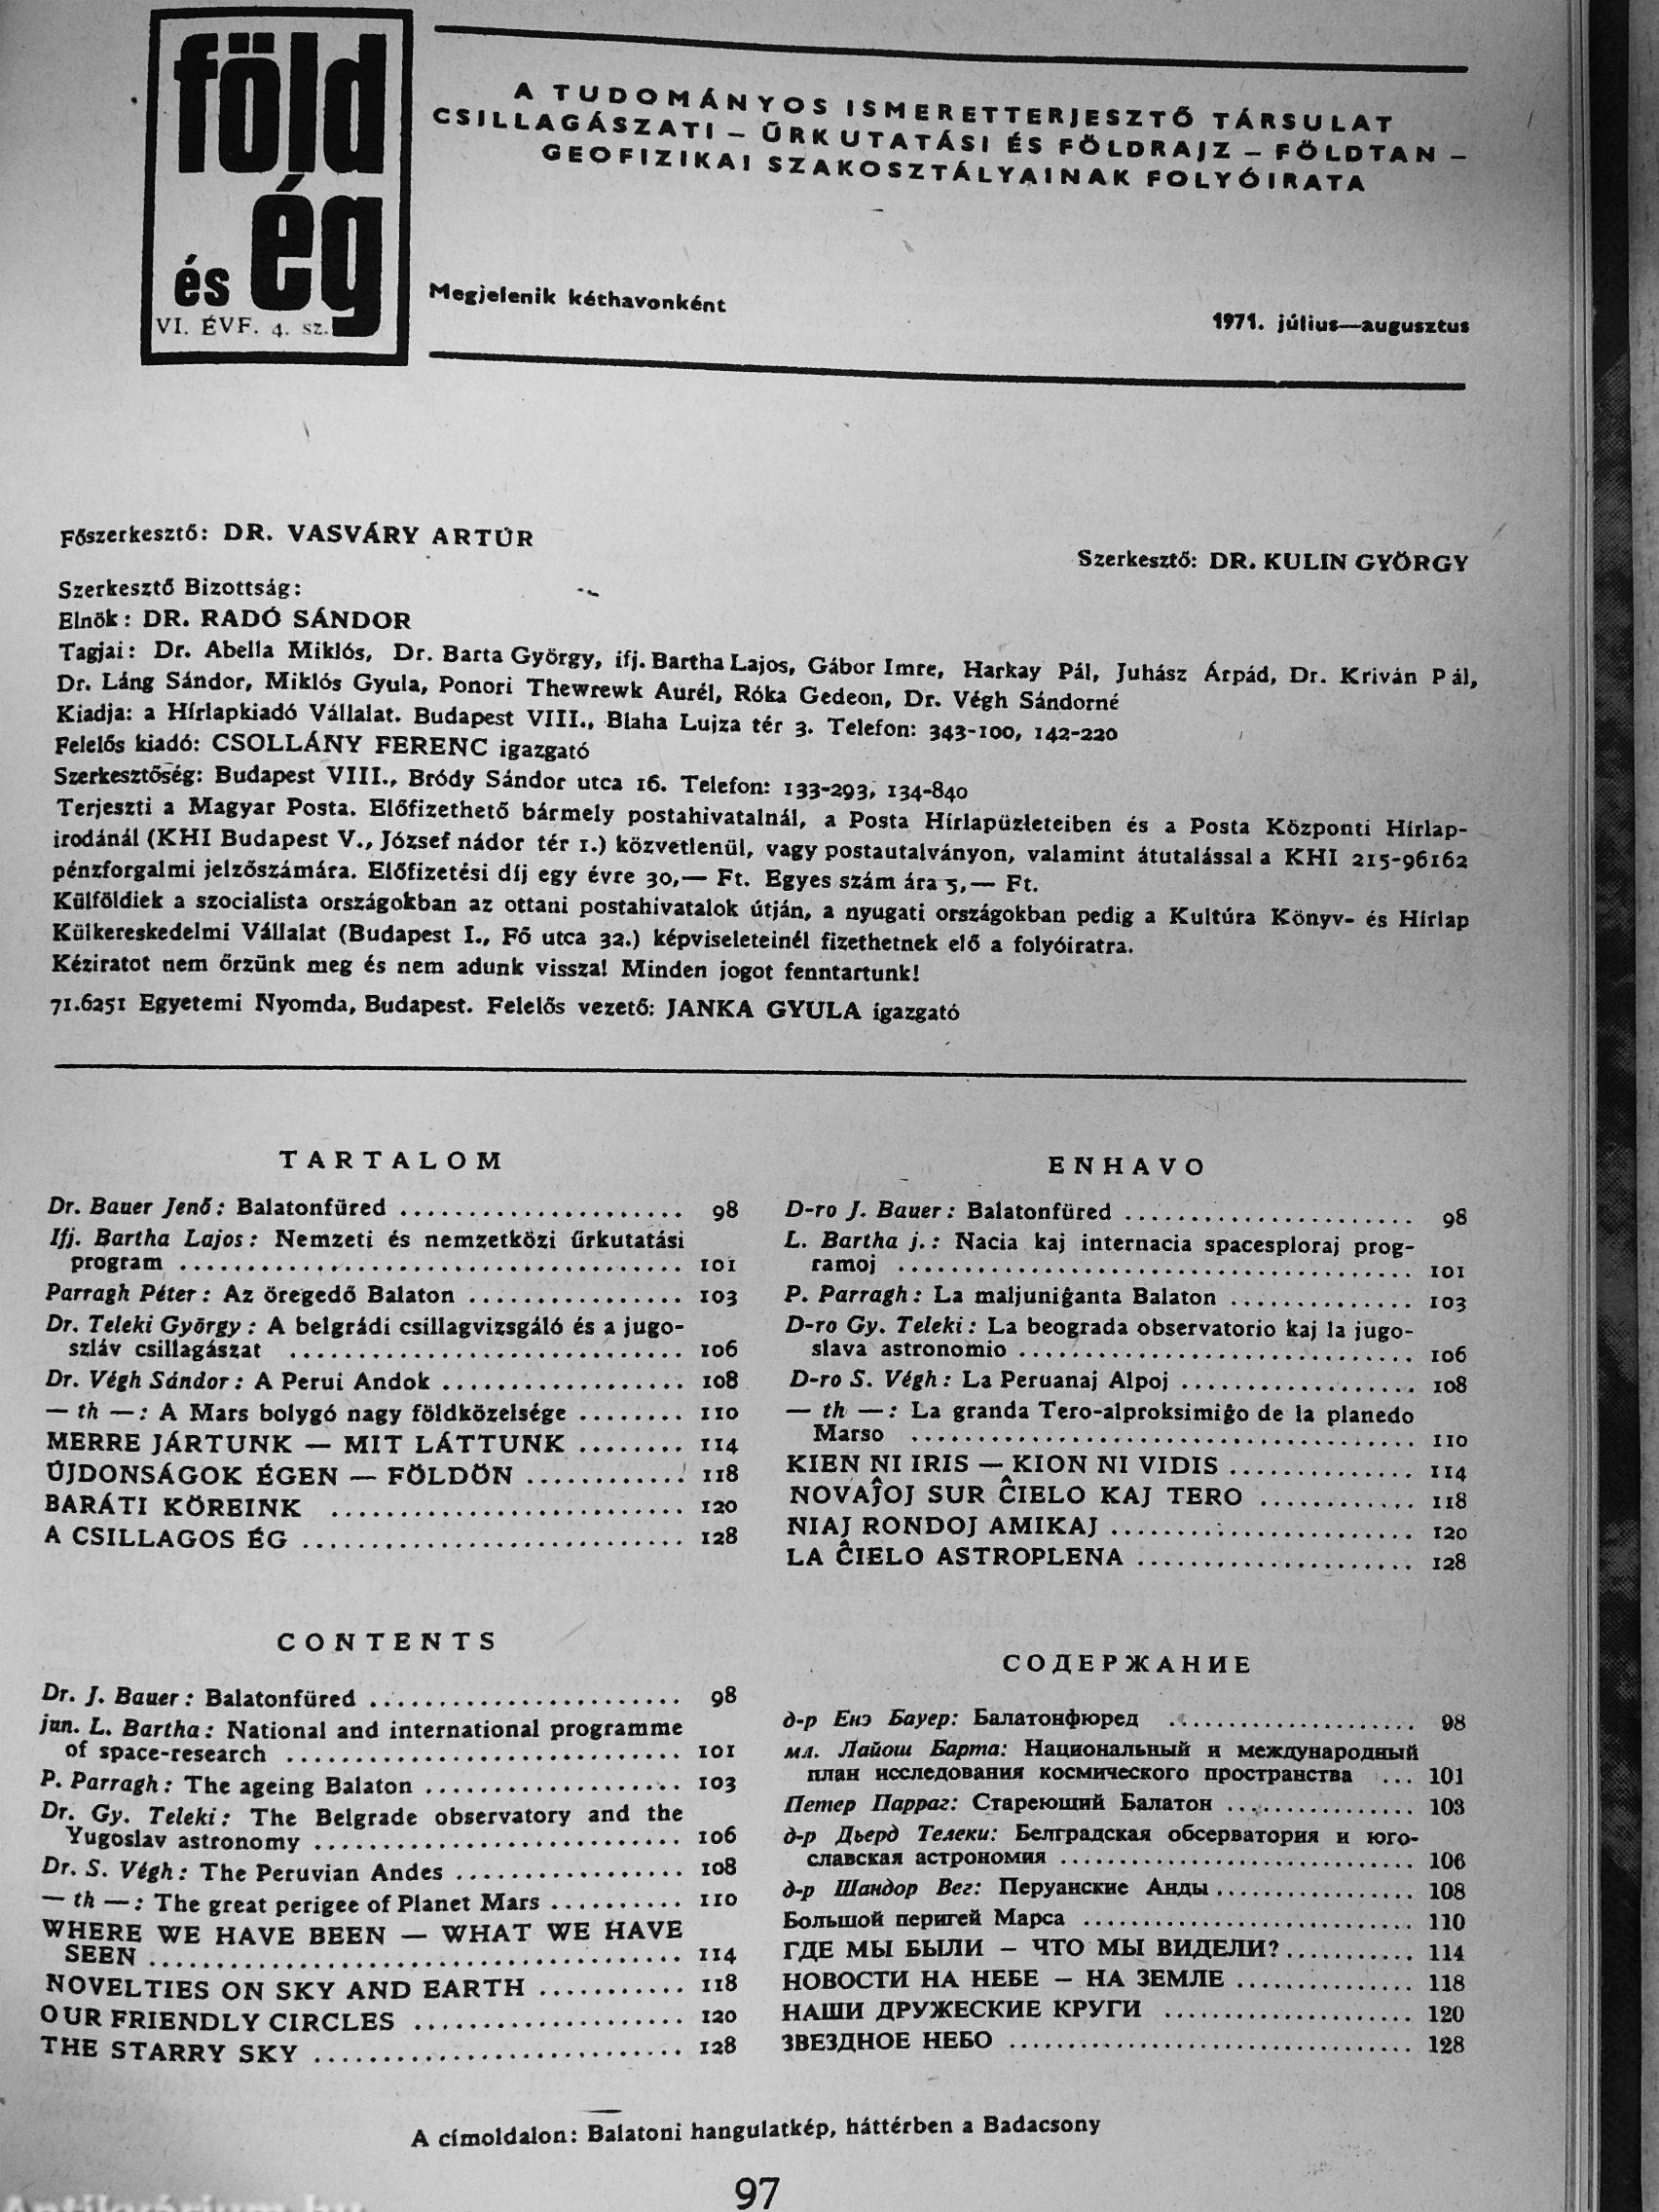 föld
és ég
VI. ÉVF. 4. sz.
A TUDOMÁNYOS ISMERETTERJESZTŐ TÁRSULAT
CSILLAGÁSZATI – ŰRKUTATÁSI ÉS FÖLDRAJZ – FÖLDTAN –
GEOFIZIKAI SZAKOSZTÁLYAINAK FOLYÓIRATA
Megjelenik kéthavonként
1971. július—augusztus
Főszerkesztő: DR. VASVÁRY ARTÚR
Szerkesztő: DR. KULIN GYÖRGY
Szerkesztő Bizottság:
Elnök: DR. RADÓ SÁNDOR
Tagjai: Dr. Abella Miklós, Dr. Barta György, ifj. Bartha Lajos, Gábor Imre, Harkay Pál, Juhász Árpád, Dr. Kriván Pál,
Dr. Láng Sándor, Miklós Gyula, Ponori Thewrewk Aurél, Róka Gedeon, Dr. Végh Sándorné
Kiadja: a Hírlapkiadó Vállalat. Budapest VIII., Blaha Lujza tér 3. Telefon: 343-100, 142-220
Felelős kiadó: CSOLLÁNY FERENC igazgató
Szerkesztőség: Budapest VIII., Bródy Sándor utca 16. Telefon: 133-293, 134-840
Terjeszti a Magyar Posta. Előfizethető bármely postahivatalnál, a Posta Hírlapüzleteiben és a Posta Központi Hírlap-
irodánál (KHI Budapest V., József nádor tér 1.) közvetlenül, vagy postautalványon, valamint átutalással a KHI 215-96162
pénzforgalmi jelzőszámára. Előfizetési díj egy évre 30,— Ft. Egyes szám ára 5,— Ft.
Külföldiek a szocialista országokban az ottani postahivatalok útján, a nyugati országokban pedig a Kultúra Könyv- és Hírlap
Külkereskedelmi Vállalat (Budapest I., Fő utca 32.) képviseleteinél fizethetnek elő a folyóiratra.
Kéziratot nem őrzünk meg és nem adunk vissza! Minden jogot fenntartunk!
71.6251 Egyetemi Nyomda, Budapest. Felelős vezető: JANKA GYULA igazgató
TARTALOM
Dr. Bauer Jenő: Balatonfüred ..................... 98
Ifj. Bartha Lajos: Nemzeti és nemzetközi űrkutatási
program ..................................... 101
Parragh Péter: Az öregedő Balaton ................ 103
Dr. Teleki György: A belgrádi csillagvizsgáló és a jugo-
szláv csillagászat ............................. 106
Dr. Végh Sándor: A Perui Andok .................. 108
— th —: A Mars bolygó nagy földközelsége ........ 110
MERRE JÁRTUNK — MIT LÁTTUNK ........ 114
ÚJDONSÁGOK ÉGEN — FÖLDÖN ............ 118
BARÁTI KÖREINK .......................... 120
A CSILLAGOS ÉG ............................ 128
ENHAVO
D-ro J. Bauer: Balatonfüred ..................... 98
L. Bartha j.: Nacia kaj internacia spacesploraj prog-
ramoj ...................................... 101
P. Parragh: La maljuniĝanta Balaton .............. 103
D-ro Gy. Teleki: La beograda observatorio kaj la jugo-
slava astronomio ............................. 106
D-ro S. Végh: La Peruanaj Alpoj .................. 108
— th —: La granda Tero-alproksimiĝo de la planedo
Marso ..................................... 110
KIEN NI IRIS — KION NI VIDIS .............. 114
NOVAĴOJ SUR ĈIELO KAJ TERO ............ 118
NIAJ RONDOJ AMIKAJ ....................... 120
LA ĈIELO ASTROPLENA ..................... 128
CONTENTS
Dr. J. Bauer: Balatonfüred ....................... 98
jun. L. Bartha: National and international programme
of space-research ............................. 101
P. Parragh: The ageing Balaton ................... 103
Dr. Gy. Teleki: The Belgrade observatory and the
Yugoslav astronomy ........................... 106
Dr. S. Végh: The Peruvian Andes ................. 108
— th —: The great perigee of Planet Mars .......... 110
WHERE WE HAVE BEEN — WHAT WE HAVE
SEEN ....................................... 114
NOVELTIES ON SKY AND EARTH ........... 118
OUR FRIENDLY CIRCLES .................... 120
THE STARRY SKY ........................... 128
СОДЕРЖАНИЕ
д-р Енэ Бауер: Балатонфюред .................... 98
мл. Лайош Барта: Национальный и международный
план исследования космического пространства ... 101
Петер Парраг: Стареющий Балатон ............... 103
д-р Дьерд Телеки: Белградская обсерватория и юго-
славская астрономия .......................... 106
д-р Шандор Вег: Перуанские Анды................ 108
Большой перигей Марса ......................... 110
ГДЕ МЫ БЫЛИ – ЧТО МЫ ВИДЕЛИ?.......... 114
НОВОСТИ НА НЕБЕ – НА ЗЕМЛЕ ............. 118
НАШИ ДРУЖЕСКИЕ КРУГИ ................... 120
ЗВЕЗДНОЕ НЕБО .............................. 128
A címoldalon: Balatoni hangulatkép, háttérben a Badacsony
97
Antikvárium.hu